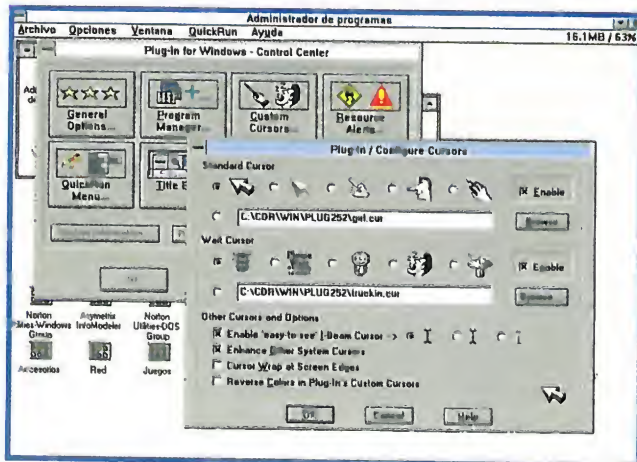 Administrador de programas
Archivo Opciones Ventana QuickRun Ayuda
16.1MB / 63%
Plug-In for Windows - Control Center
General Options...
Program Manager...
Custom Cursors...
Resource Alerts...
QuickRun Menu...
Title
Plug-In / Configure Cursors
Standard Cursor
Enable
C:\CDR\WIN\PLUG252\gel.cur
Browse...
Wait Cursor
Enable
C:\CDR\WIN\PLUG252\truckin.cur
Browse...
Other Cursors and Options
Enable 'easy-to-see' I-Beam Cursor ->
Enhance Other System Cursors
Cursor Wrap at Screen Edges
Reverse Colors in Plug-In's Custom Cursors
OK
Cancel
Help
Norton
Utilities-Windows
Group
Asymetrix
InfoModeler
Norton
Utilities-DOS
Group
Accesorios
Red
Juegos